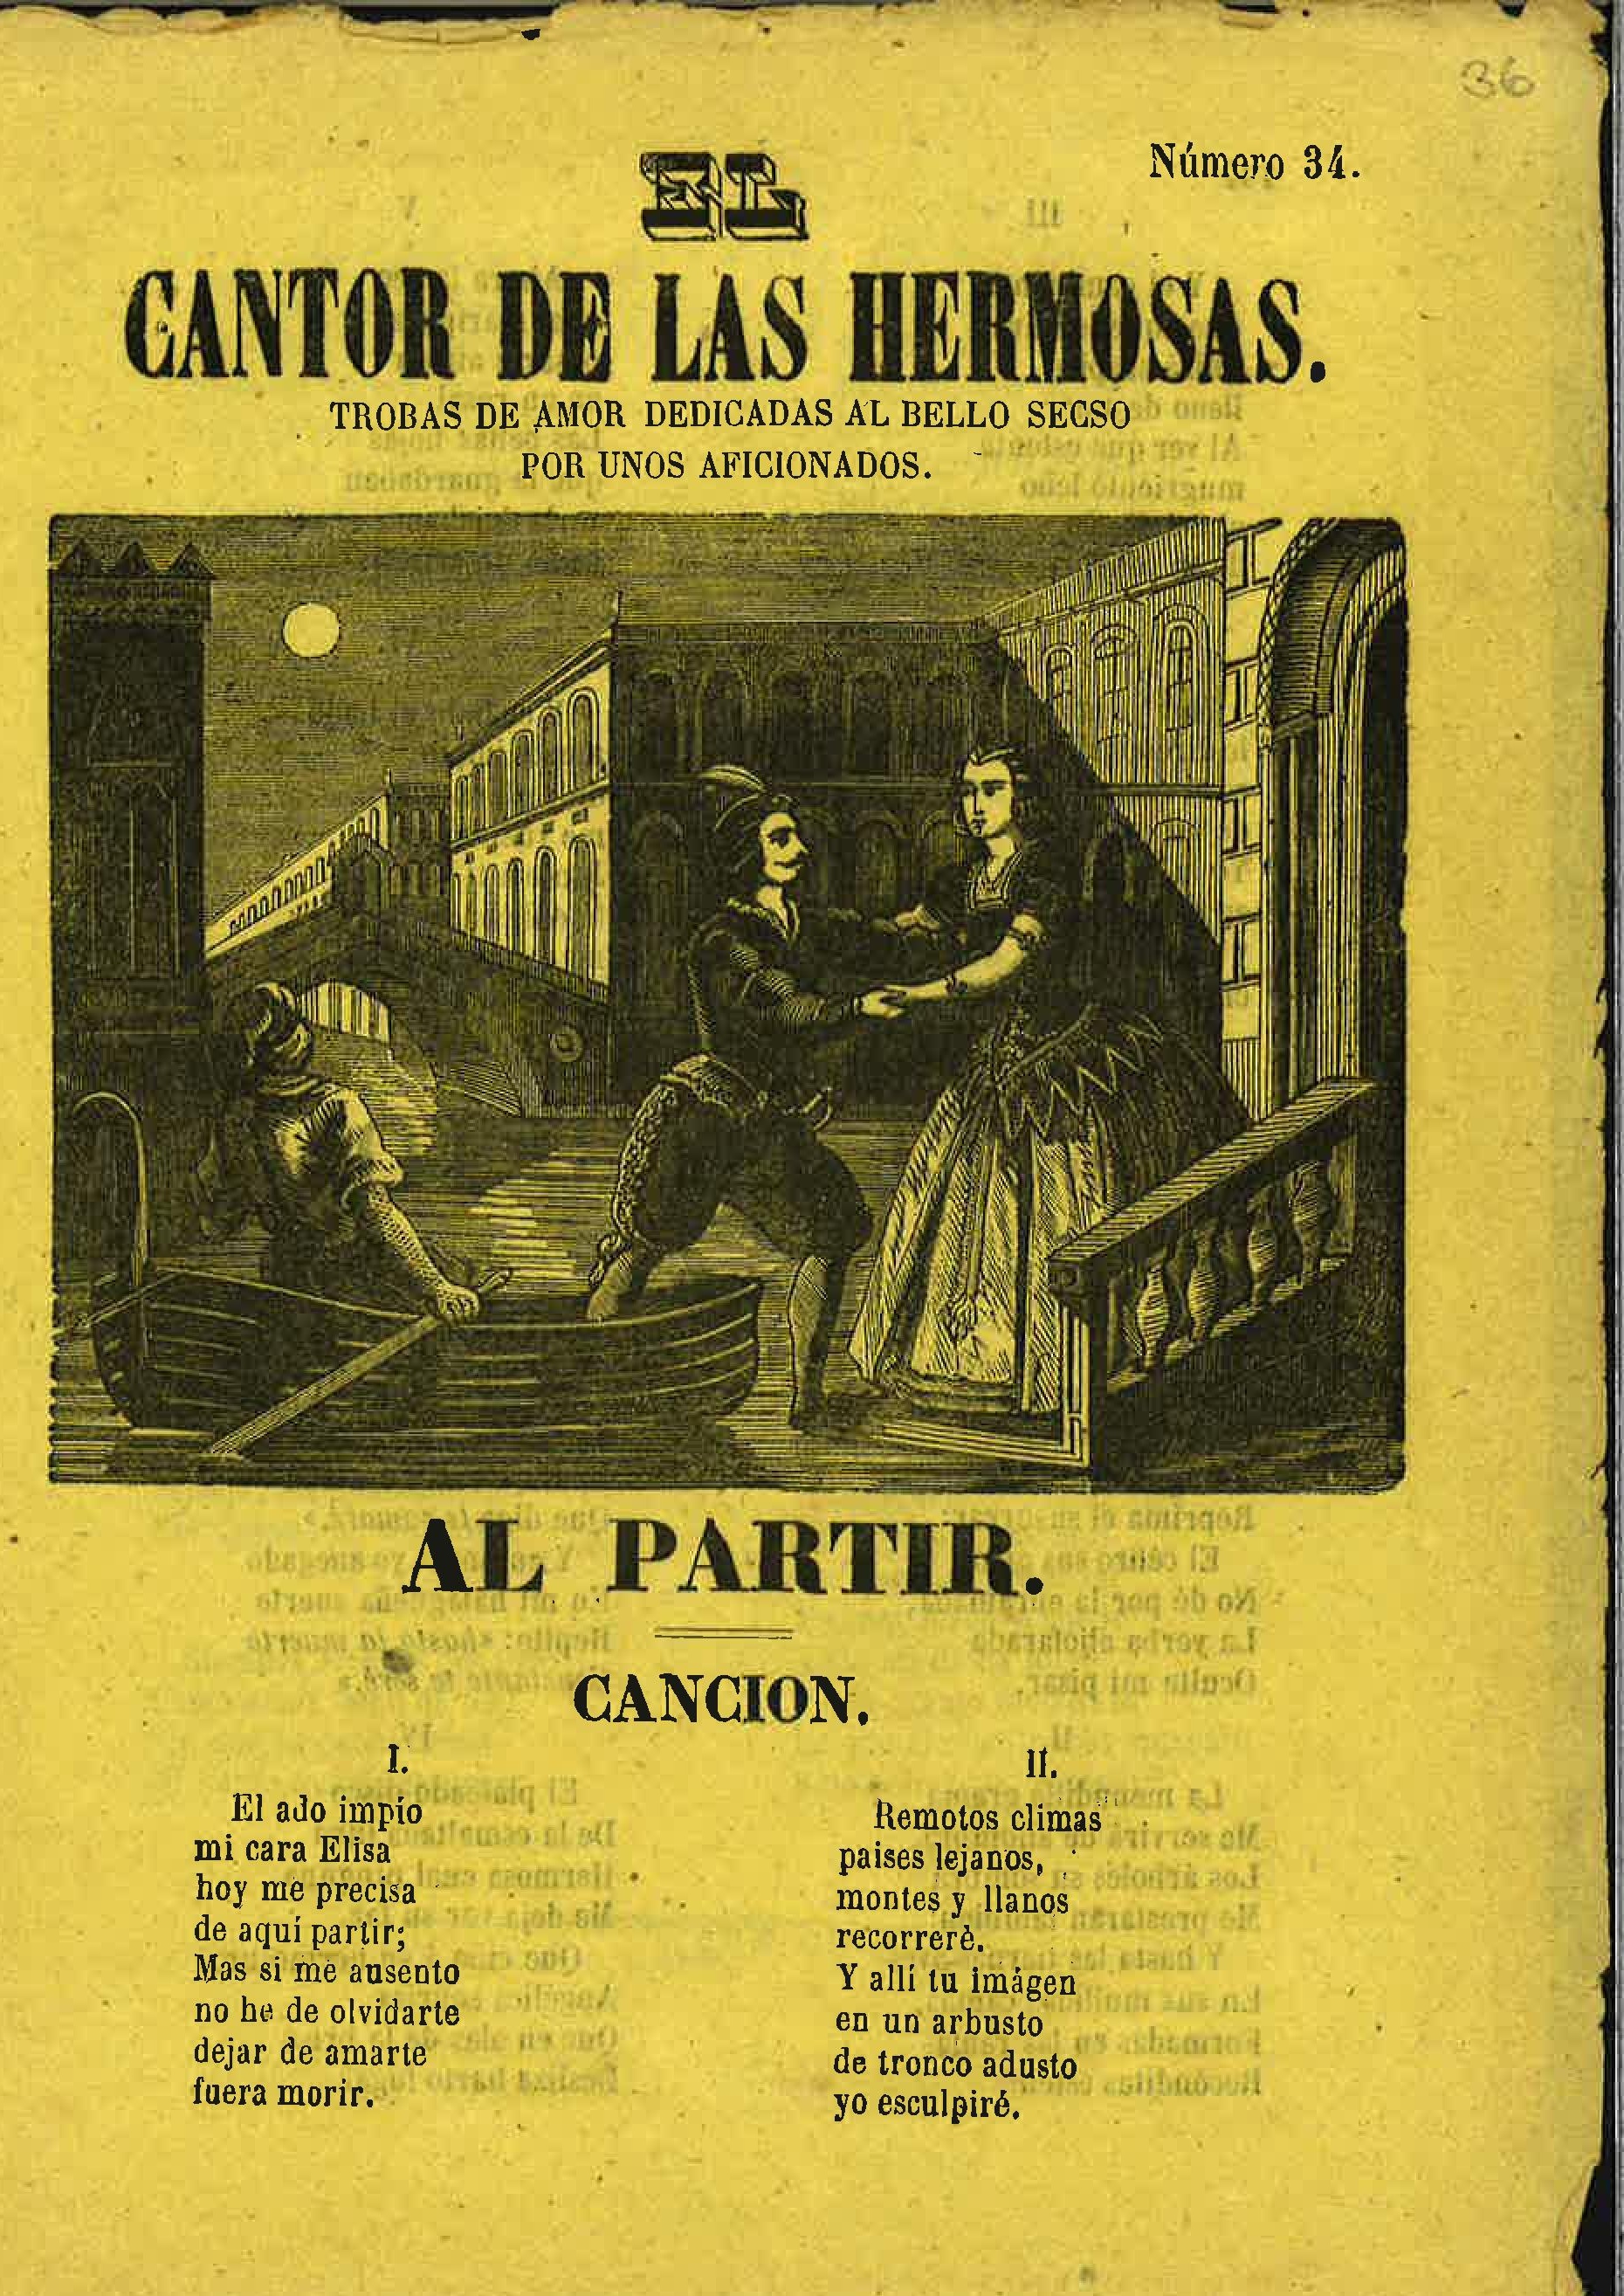 36
Número 34.
EL
CANTOR DE LAS HERMOSAS.
TROBAS DE AMOR DEDICADAS AL BELLO SECSO
POR UNOS AFICIONADOS.
AL PARTIR.
CANCION.
I.
El ado impío
mi cara Elisa
hoy me precisa
de aquí partir;
Mas si me ausento
no he de olvidarte
dejar de amarte
fuera morir.
II.
Remotos climas
paises lejanos,
montes y llanos
recorrerè.
Y allí tu imágen
en un arbusto
de tronco adusto
yo esculpiré.